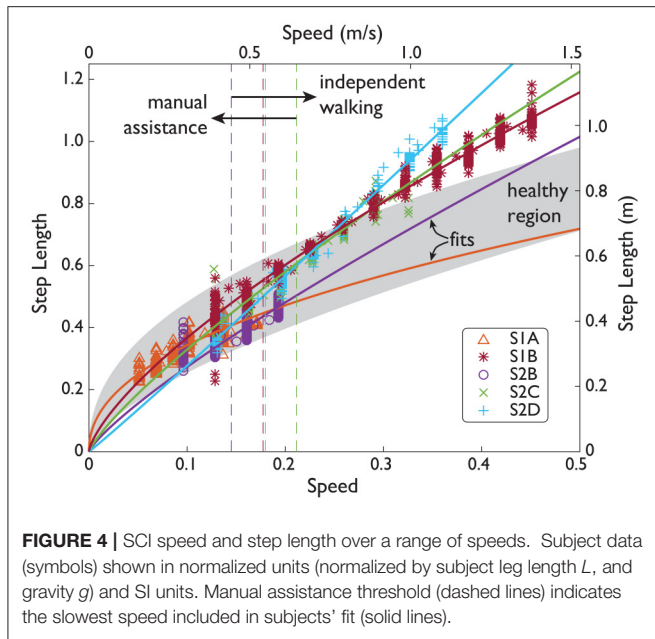 Speed (m/s)
0 0.5 1.0 1.5
1.2
1.0
0.8
0.6
0.4
0.2
0
Step Length
manual
assistance
independent
walking
healthy
region
fits
1.0
0.8
0.6
0.4
0.2
0
Step Length (m)
S1A
S1B
S2B
S2C
S2D
0 0.1 0.2 0.3 0.4 0.5
Speed
FIGURE 4 | SCI speed and step length over a range of speeds. Subject data
(symbols) shown in normalized units (normalized by subject leg length L, and
gravity g) and SI units. Manual assistance threshold (dashed lines) indicates
the slowest speed included in subjects' fit (solid lines).